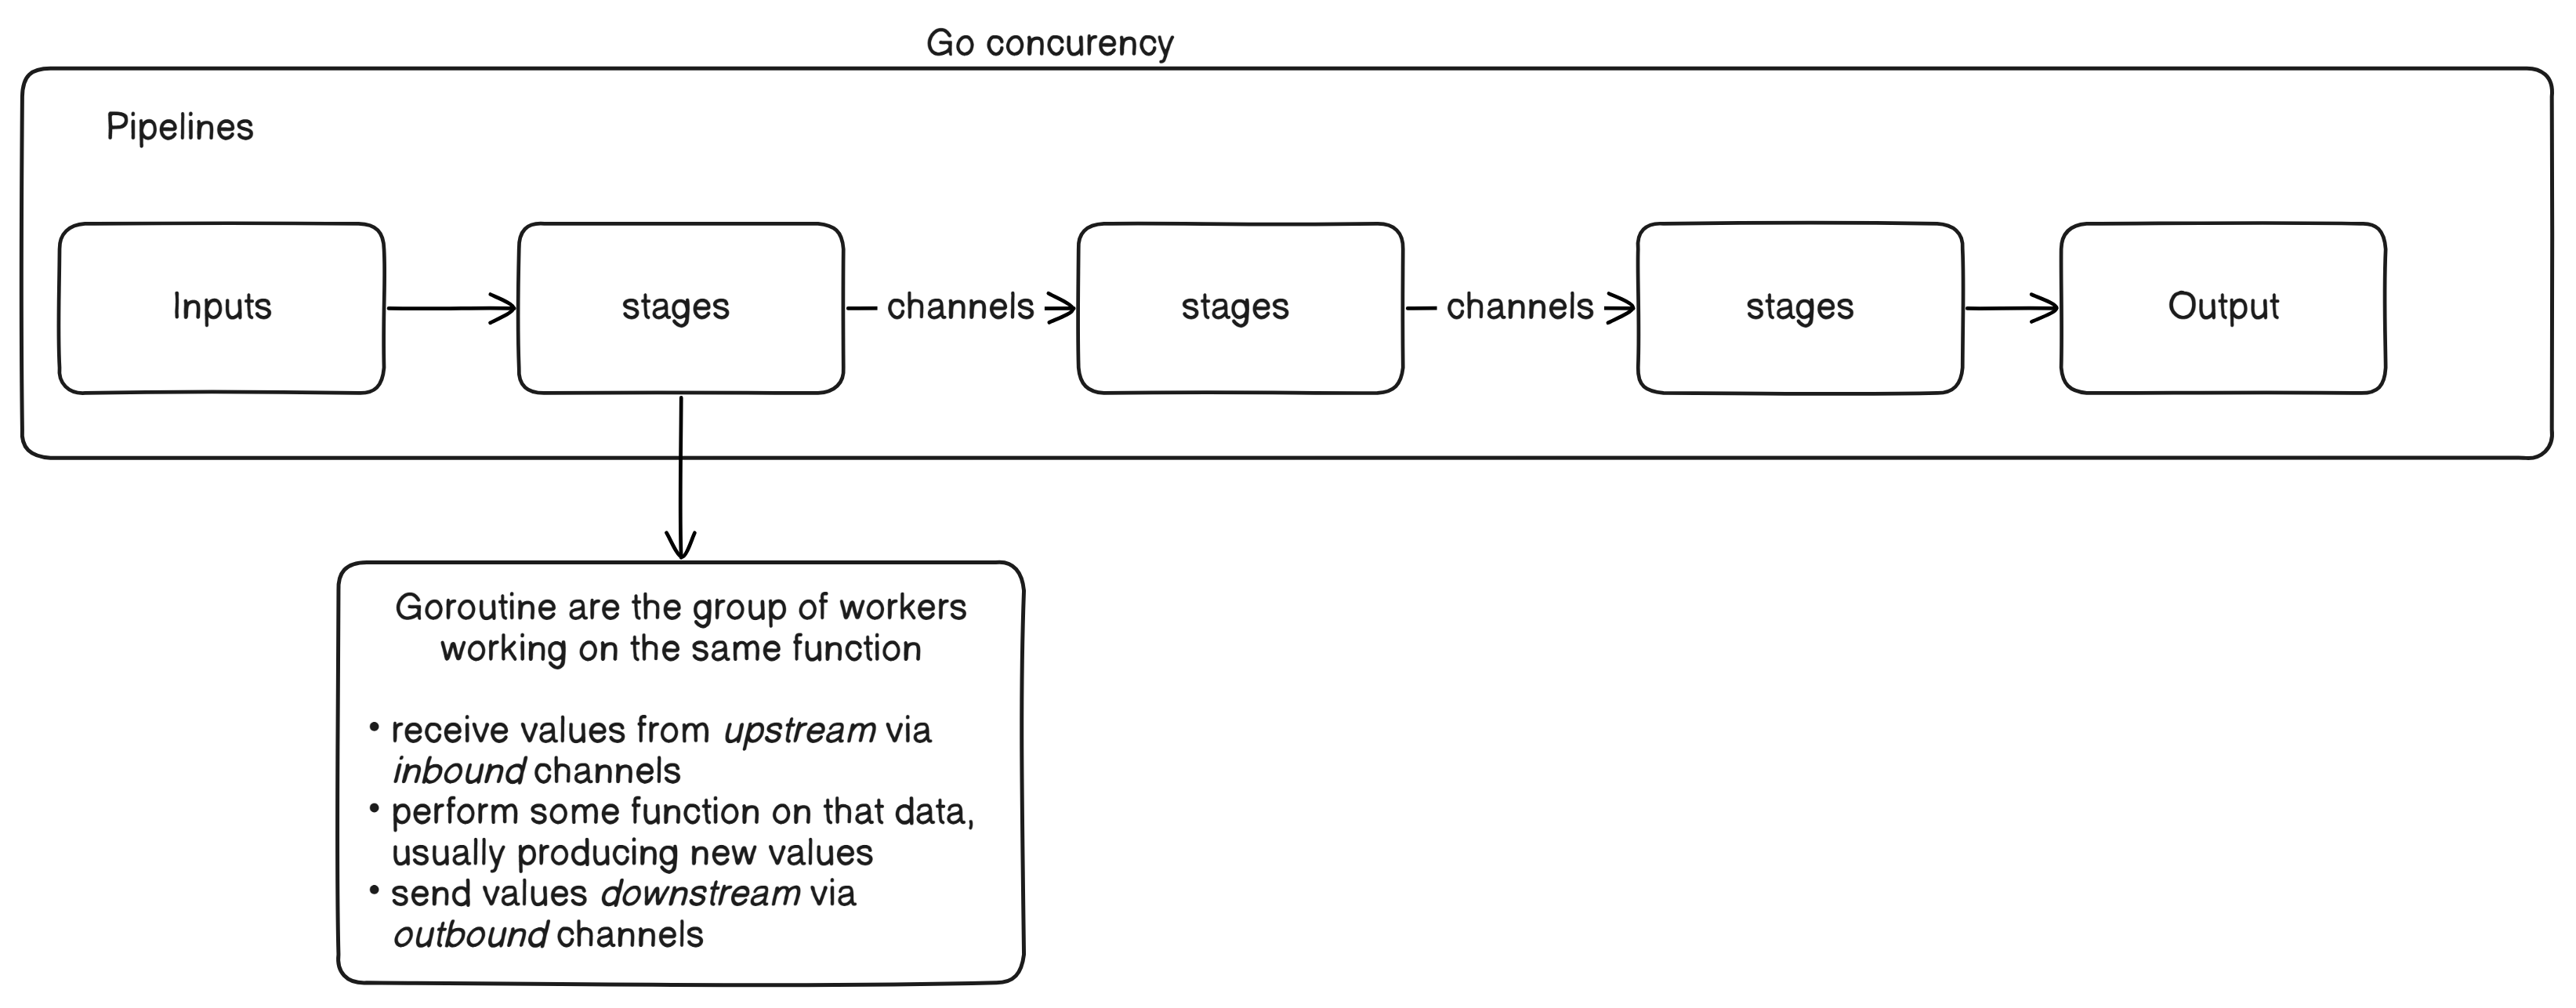 Go concurency
Pipelines
Inputs
stages
channels
stages
channels
stages
Output
Goroutine are the group of workers
working on the same function
• receive values from upstream via
inbound channels
• perform some function on that data,
usually producing new values
• send values downstream via
outbound channels